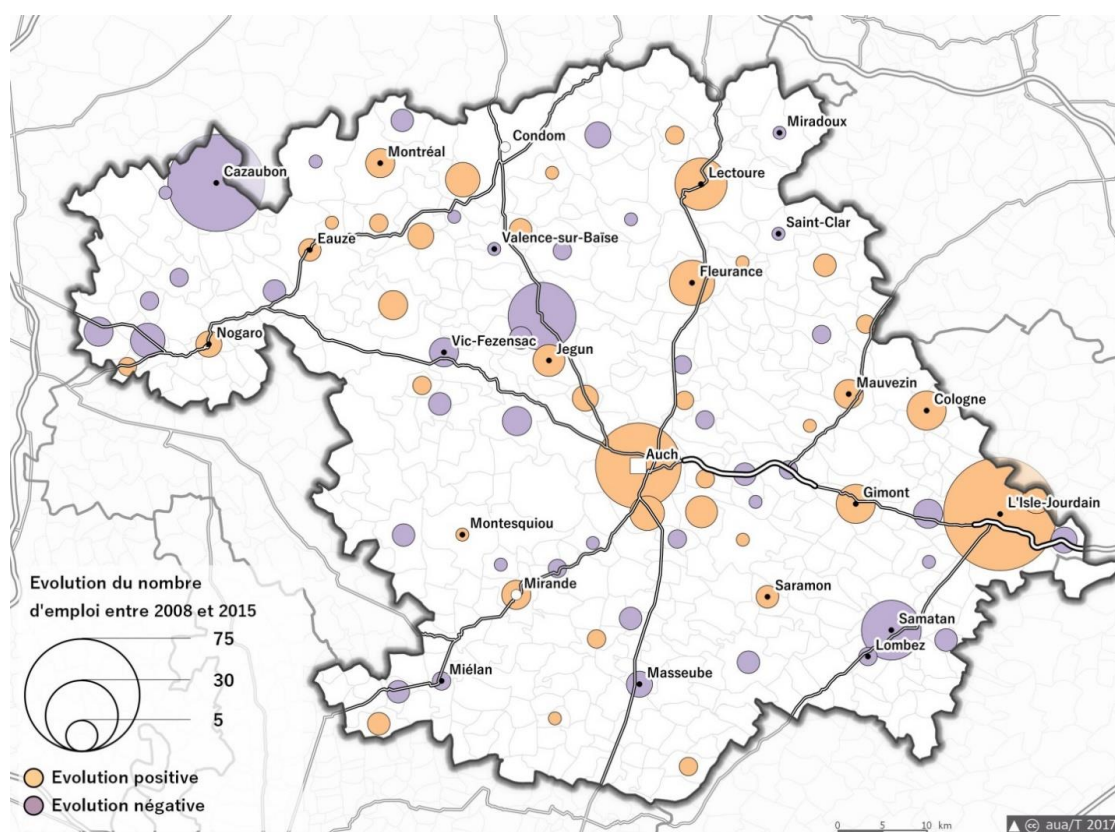 Miradoux
Condom
Montréal
Cazaubon
Lectoure
Saint-Clar
Eauze
Valence-sur-Baïse
Fleurance
Nogaro
Vic-Fezensac
Jegun
Mauvezin
Cologne
Auch
Gimont
L'Isle-Jourdain
Montesquiou
Mirande
Saramon
Samatan
Lombez
Miélan
Masseube
Evolution du nombre
d'emploi entre 2008 et 2015
75
30
5
Evolution positive
Evolution négative
0 5 10 km
cc aua/T 2017